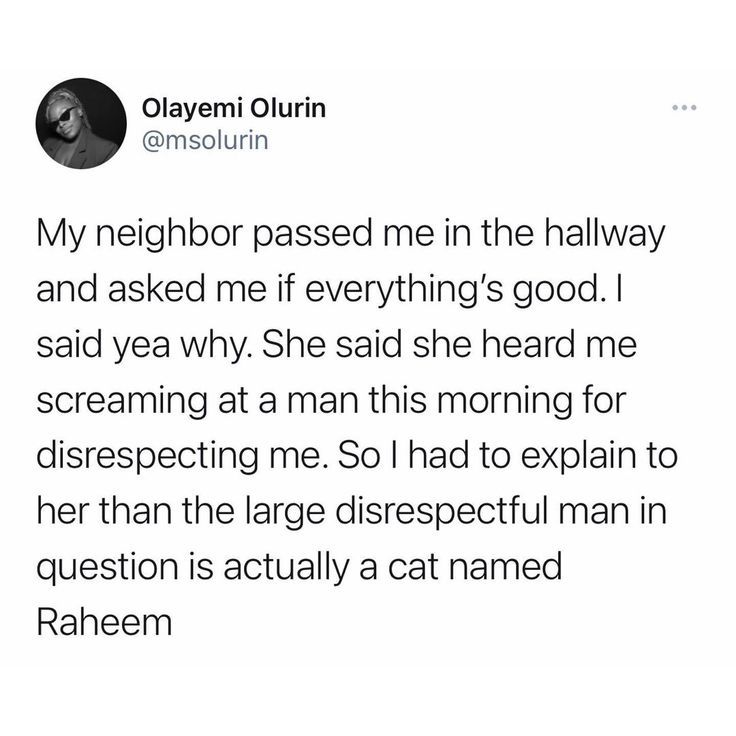 Olayemi Olurin
@msolurin
My neighbor passed me in the hallway
and asked me if everything's good. I
said yea why. She said she heard me
screaming at a man this morning for
disrespecting me. So I had to explain to
her than the large disrespectful man in
question is actually a cat named
Raheem